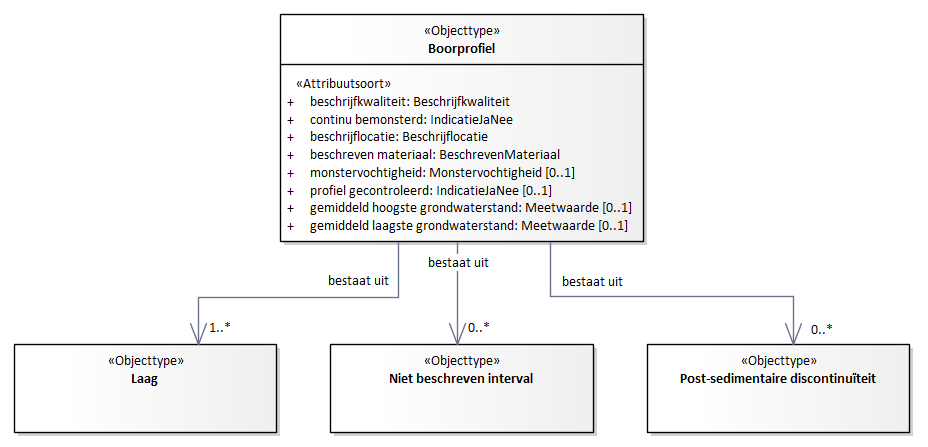 «Objecttype»
Boorprofiel
«Attribuutsoort»
+ beschrijfkwaliteit: Beschrijfkwaliteit
+ continu bemonsterd: IndicatieJaNee
+ beschrijflocatie: Beschrijflocatie
+ beschreven materiaal: BeschrevenMateriaal
+ monstervochtigheid: Monstervochtigheid [0..1]
+ profiel gecontroleerd: IndicatieJaNee [0..1]
+ gemiddeld hoogste grondwaterstand: Meetwaarde [0..1]
+ gemiddeld laagste grondwaterstand: Meetwaarde [0..1]
bestaat uit
bestaat uit
bestaat uit
1..*
0..*
0..*
«Objecttype»
Laag
«Objecttype»
Niet beschreven interval
«Objecttype»
Post-sedimentaire discontinuïteit